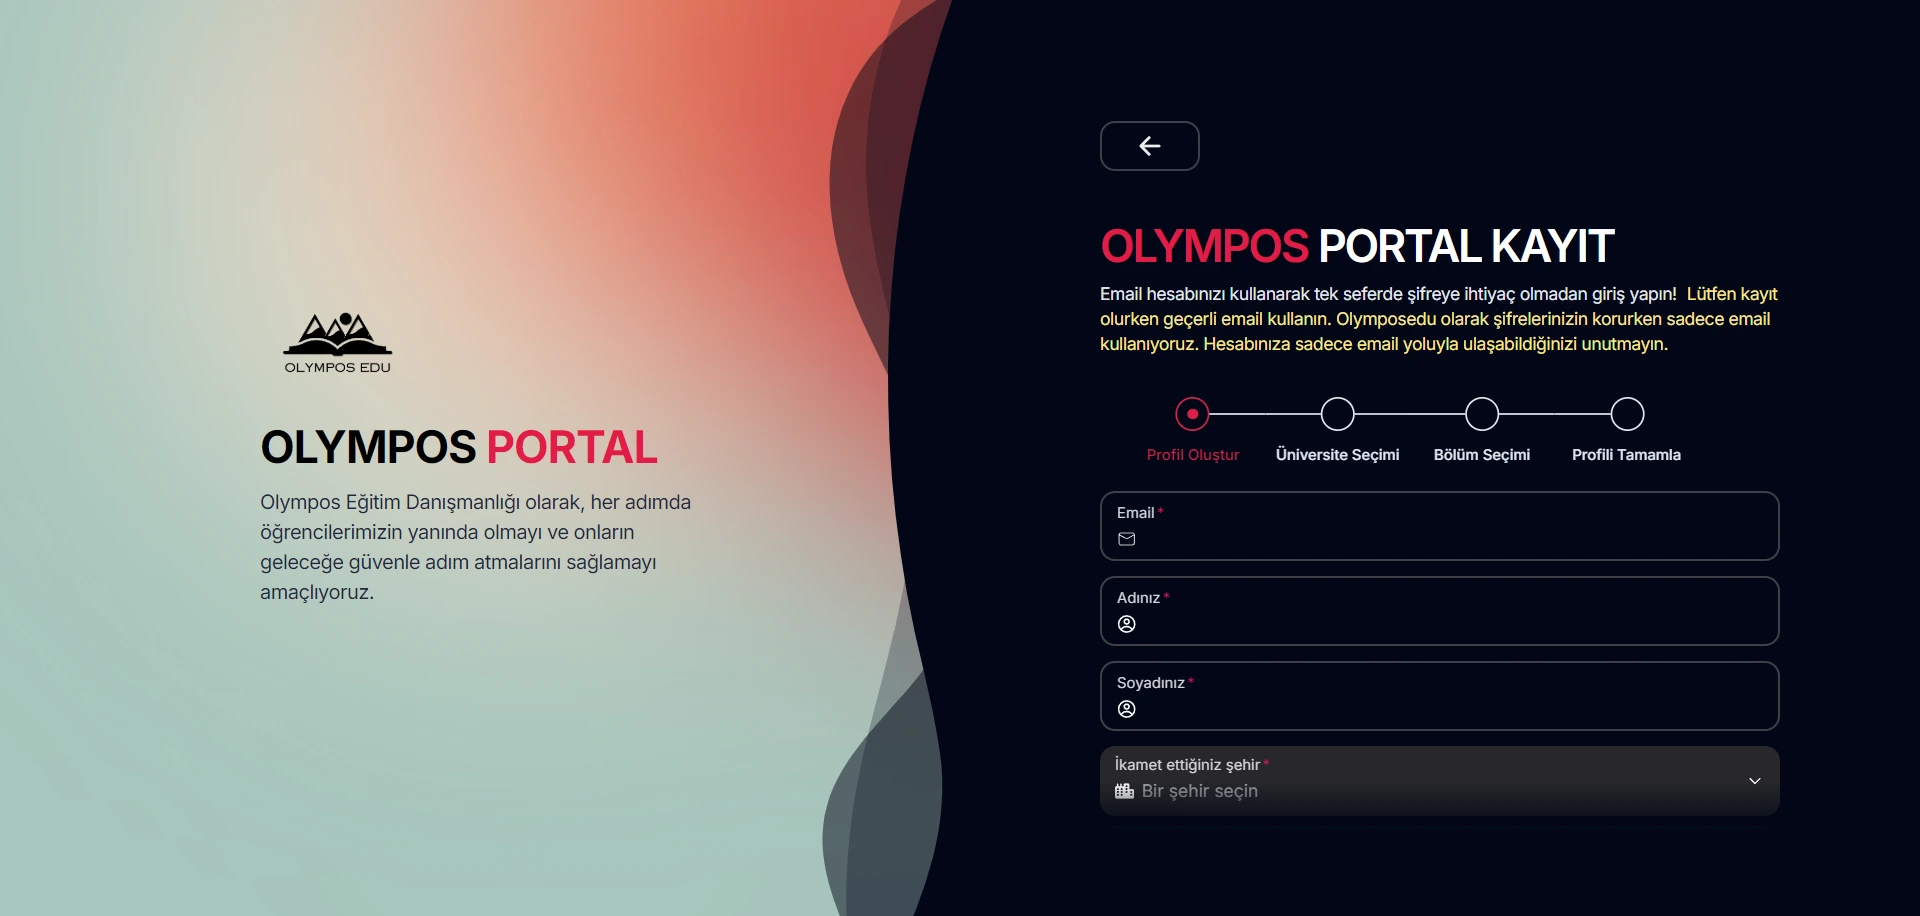 OLYMPOS EDU
OLYMPOS PORTAL
Olympos Eğitim Danışmanlığı olarak, her adımda
öğrencilerimizin yanında olmayı ve onların
geleceğe güvenle adım atmalarını sağlamayı
amaçlıyoruz.
OLYMPOS PORTAL KAYIT
Email hesabınızı kullanarak tek seferde şifreye ihtiyaç olmadan giriş yapın! Lütfen kayıt
olurken geçerli email kullanın. Olymposedu olarak şifrelerinizin korurken sadece email
kullanıyoruz. Hesabınıza sadece email yoluyla ulaşabildiğinizi unutmayın.
Profil Oluştur Üniversite Seçimi Bölüm Seçimi Profili Tamamla
Email *
Adınız *
Soyadınız *
İkamet ettiğiniz şehir *
Bir şehir seçin